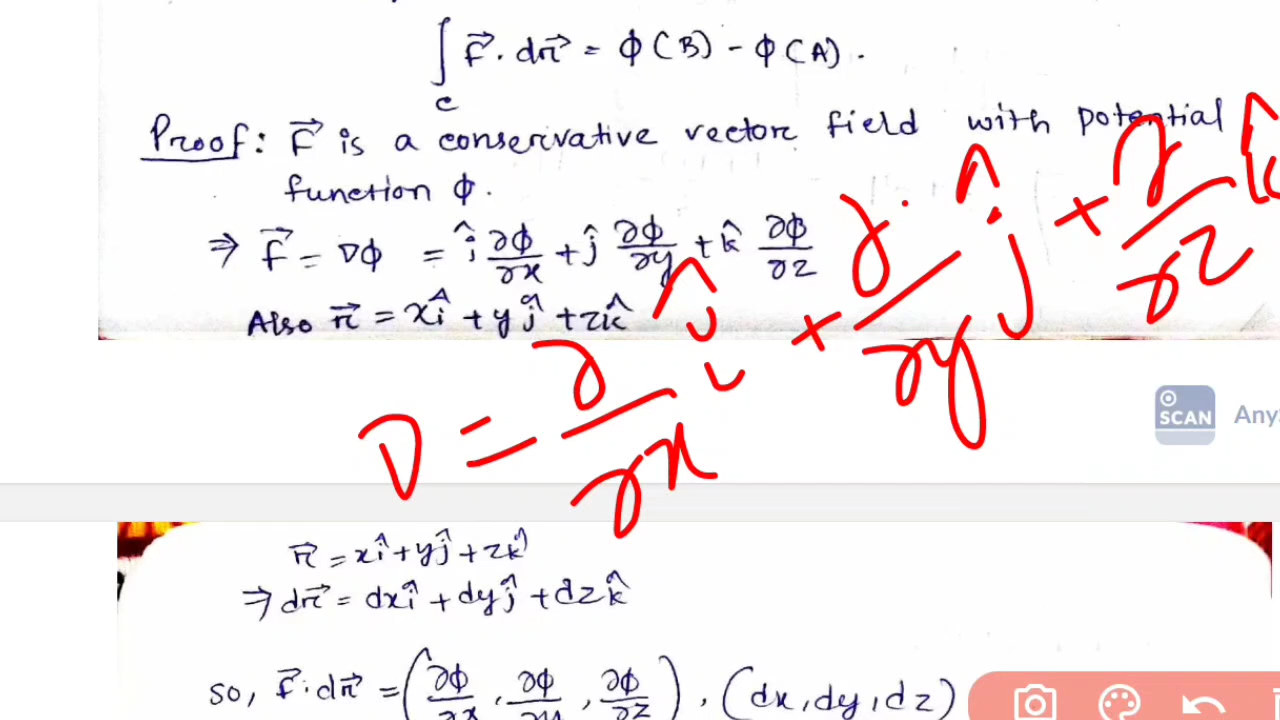 ∫_C F⃗ · dr⃗ = ϕ(B) - ϕ(A).
Proof: F⃗ is a conservative vector field with potential
function ϕ.
⇒ F⃗ = ∇ϕ = î ∂ϕ/∂x + ĵ ∂ϕ/∂y + k̂ ∂ϕ/∂z
Also r⃗ = xî + yĵ + zk̂
∇ = ∂/∂x î + ∂/∂y ĵ + ∂/∂z k̂
SCAN
r⃗ = xî + yĵ + zk̂
⇒ dr⃗ = dxî + dyĵ + dzk̂
So, F⃗ · dr⃗ = (∂ϕ/∂x, ∂ϕ/∂y, ∂ϕ/∂z) . (dx, dy, dz)